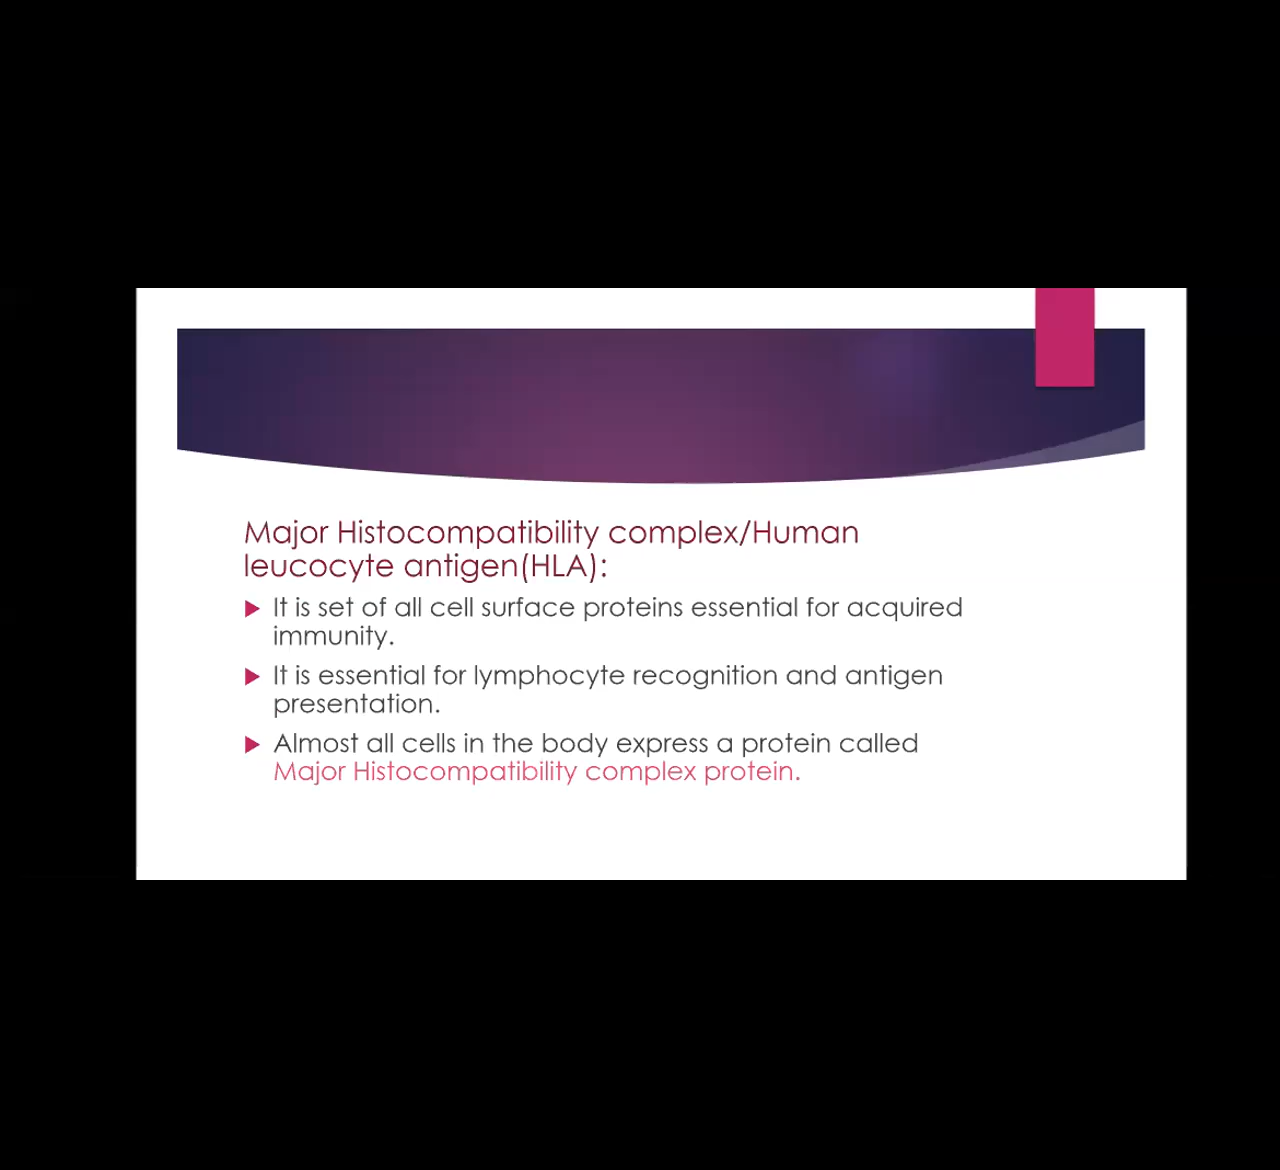 Major Histocompatibility complex/Human
leucocyte antigen(HLA):
It is set of all cell surface proteins essential for acquired
immunity.
It is essential for lymphocyte recognition and antigen
presentation.
Almost all cells in the body express a protein called
Major Histocompatibility complex protein.